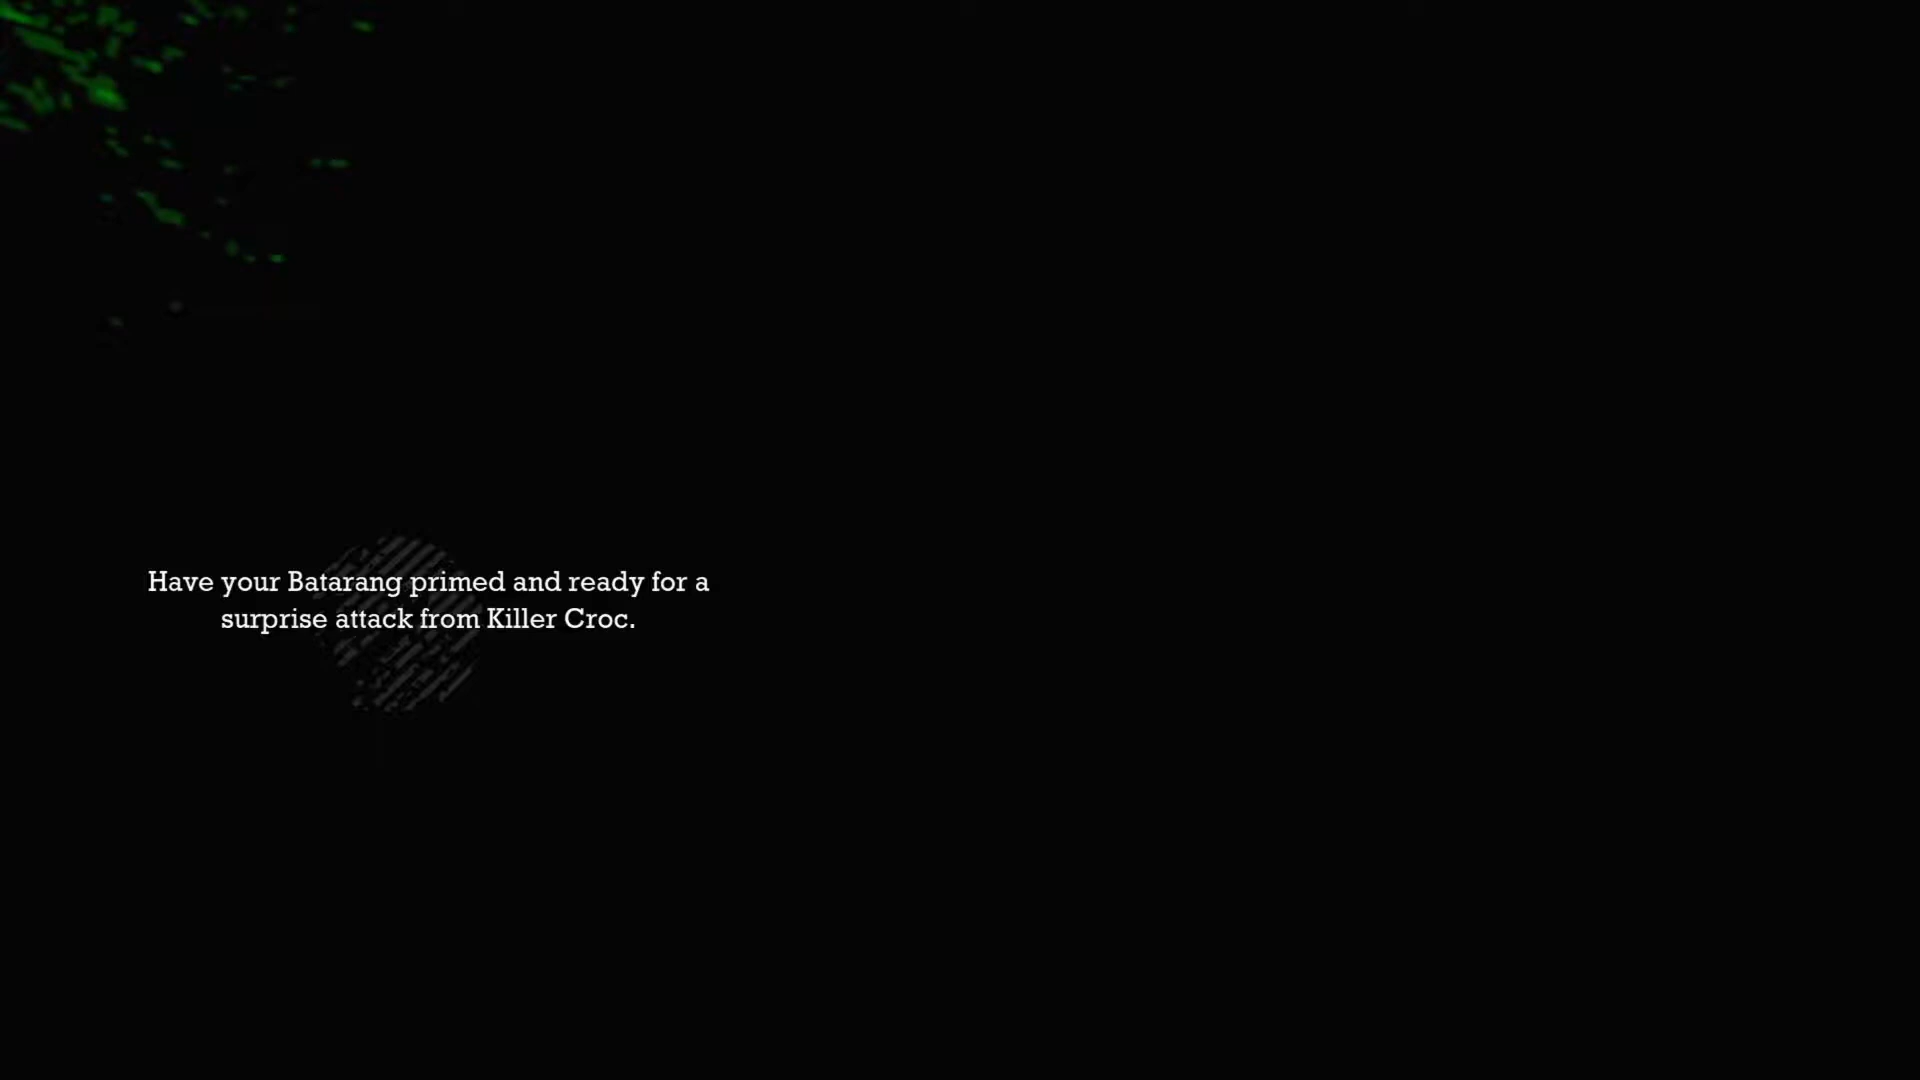 Have your Batarang primed and ready for a
surprise attack from Killer Croc.